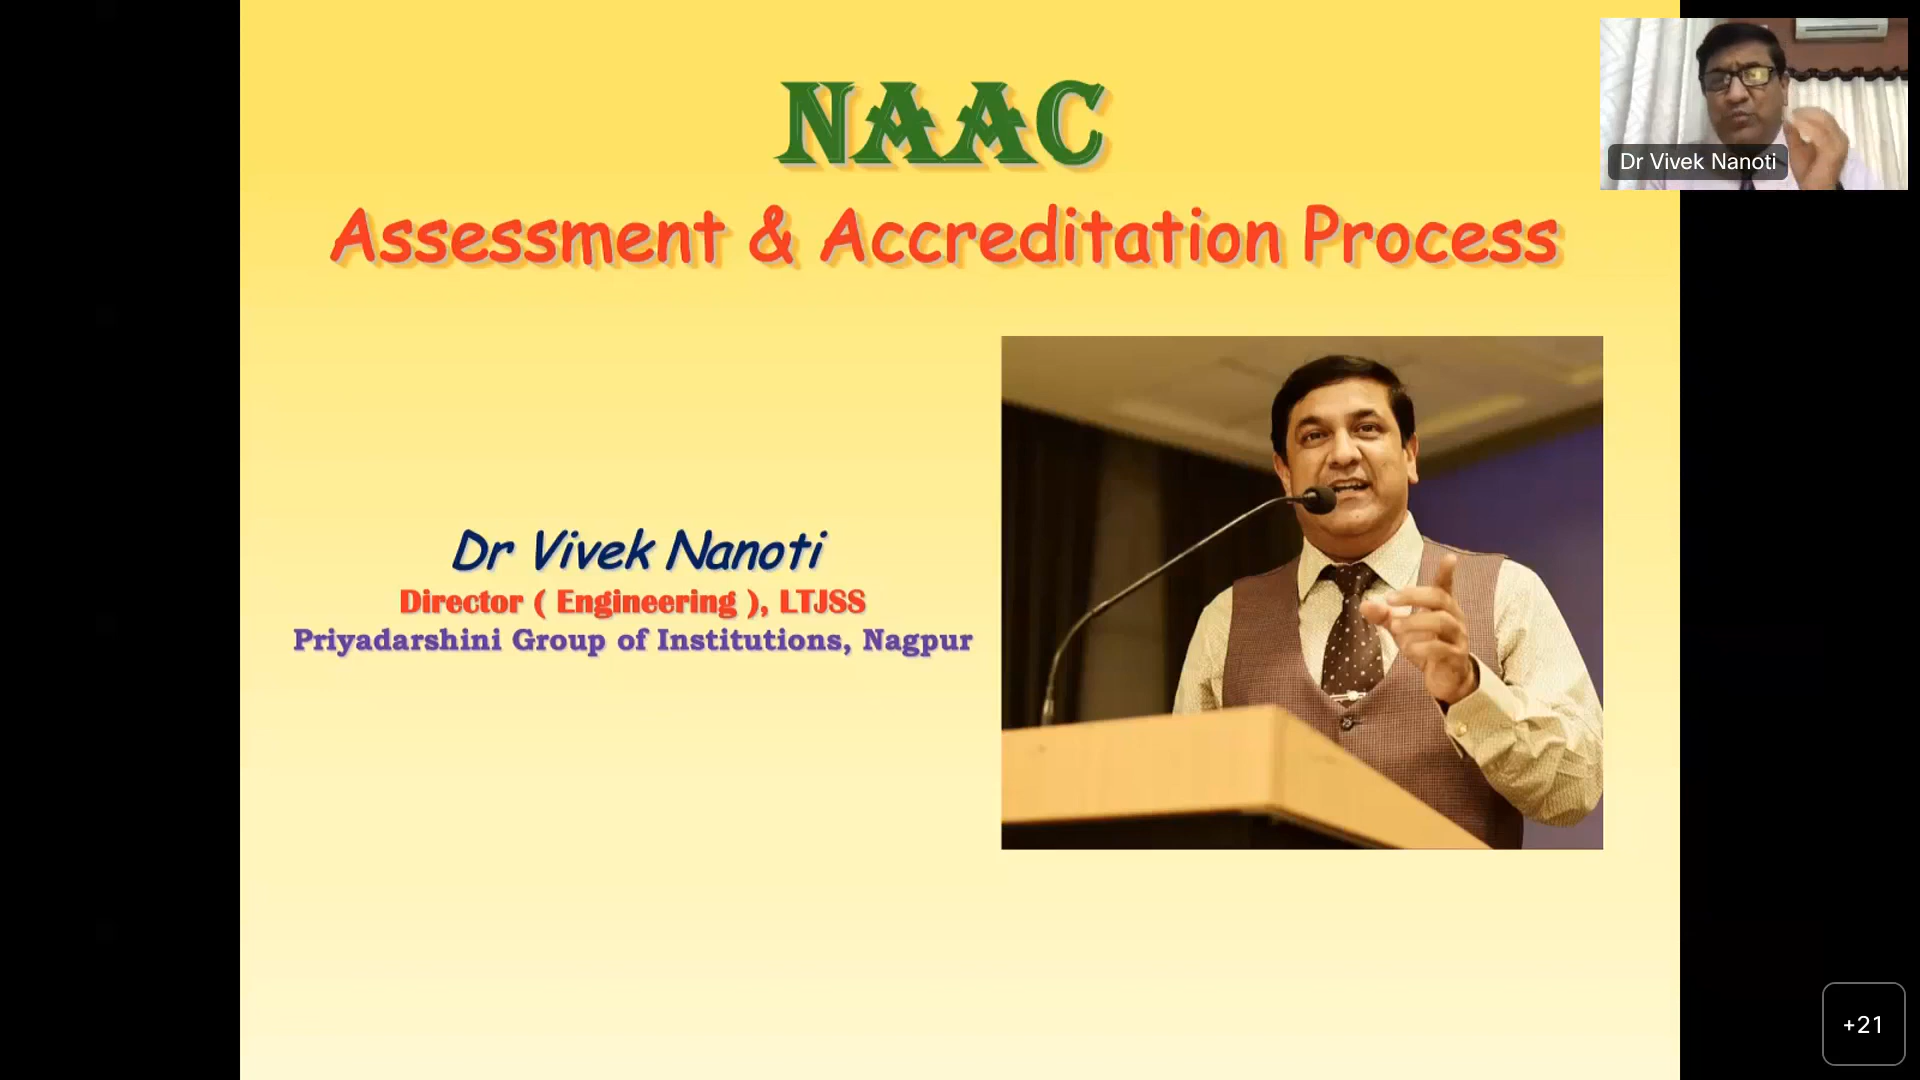 NAAC
Assessment & Accreditation Process
Dr Vivek Nanoti
Dr Vivek Nanoti
Director ( Engineering ), LTJSS
Priyadarshini Group of Institutions, Nagpur
+21